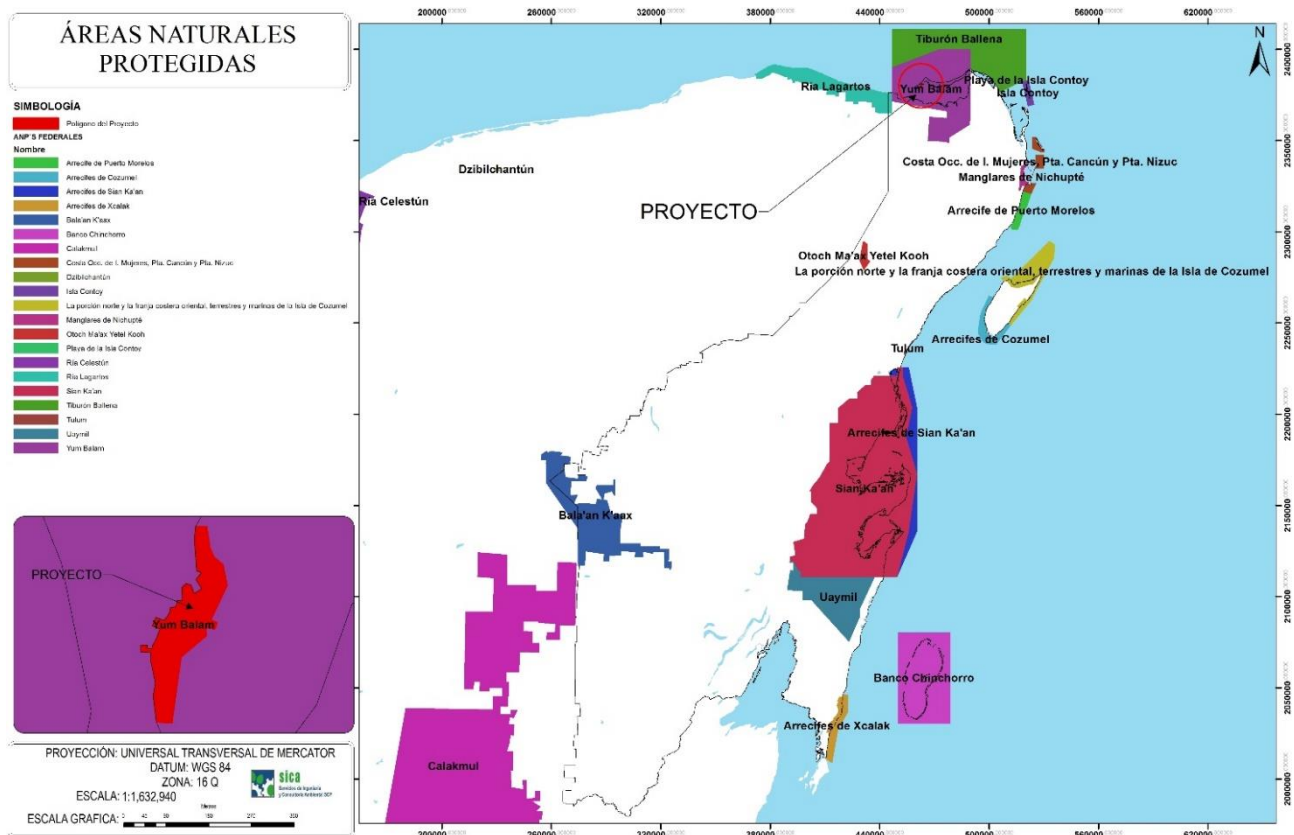 ÁREAS NATURALES
PROTEGIDAS
SIMBOLOGÍA
Polígono del Proyecto
ANP'S FEDERALES
Nombre
Arrecife de Puerto Morelos
Arrecifes de Cozumel
Arrecifes de Sian Ka'an
Arrecifes de Xcalak
Bala'an K'aax
Banco Chinchorro
Calakmul
Costa Occ. de I. Mujeres, Pta. Cancún y Pta. Nizuc
Dzibilchantún
Isla Contoy
La porción norte y la franja costera oriental, terrestres y marinas de la Isla de Cozumel
Manglares de Nichupté
Otoch Ma'ax Yetel Kooh
Playa de la Isla Contoy
Ría Celestún
Ría Lagartos
Sian Ka'an
Tiburón Ballena
Tulum
Uaymil
Yum Balam
PROYECTO
Yum Balam
PROYECCIÓN: UNIVERSAL TRANSVERSAL DE MERCATOR
DATUM: WGS 84
ZONA: 16 Q
ESCALA: 1:1,632,940
sica
Servicios de Ingeniería
y Consultoría Ambiental SCP
ESCALA GRAFICA:
200000 260000 320000 380000 440000 500000 560000 620000
N
Tiburón Ballena
Playa de la Isla Contoy
Ría Lagartos
Yum Balam
Isla Contoy
Dzibilchantún
Costa Occ. de I. Mujeres, Pta. Cancún y Pta. Nizuc
Manglares de Nichupté
Ría Celestún
PROYECTO
Arrecife de Puerto Morelos
Otoch Ma'ax Yetel Kooh
La porción norte y la franja costera oriental, terrestres y marinas de la Isla de Cozumel
Arrecifes de Cozumel
Tulum
Arrecifes de Sian Ka'an
Sian Ka'an
Bala'an K'aax
Uaymil
Banco Chinchorro
Arrecifes de Xcalak
Calakmul
2400000
2350000
2300000
2250000
2200000
2150000
2100000
2050000
2000000
200000 260000 320000 380000 440000 500000 560000 620000